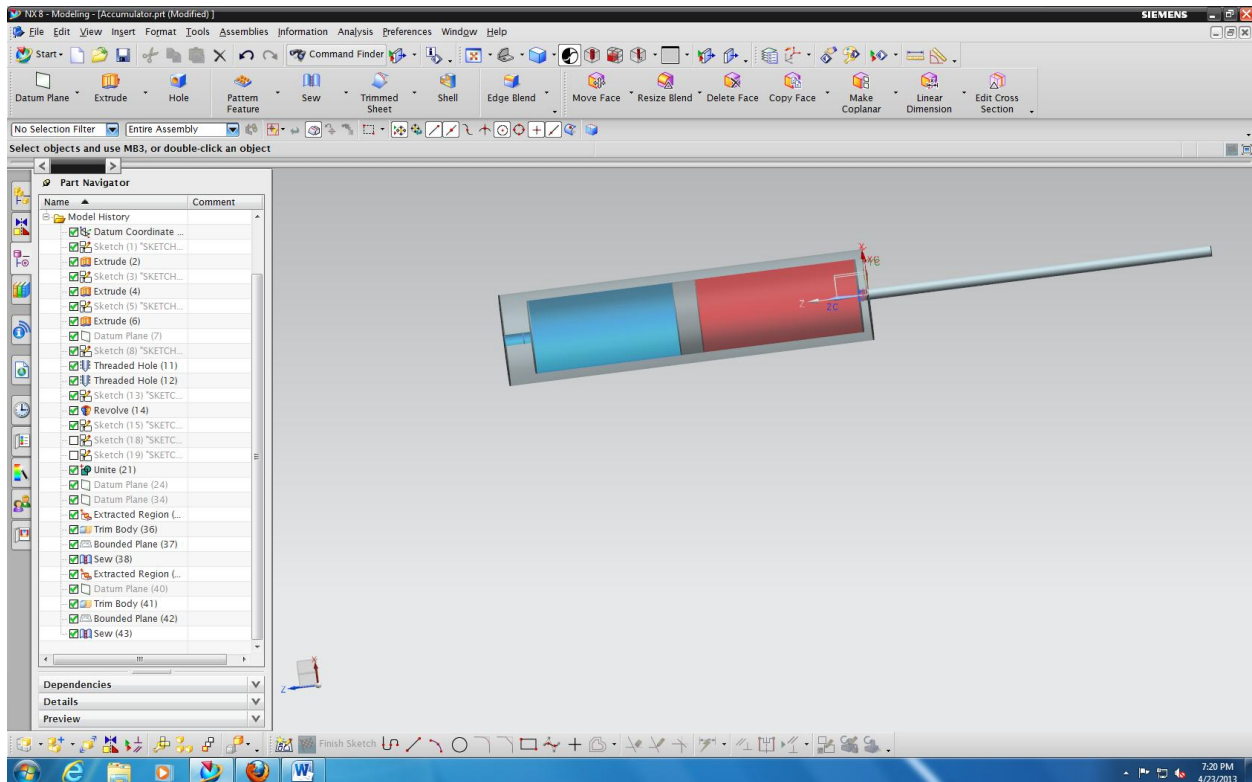 NX 8 - Modeling - [Accumulator.prt (Modified) ]
SIEMENS
File Edit View Insert Format Tools Assemblies Information Analysis Preferences Window Help
Start
Command Finder
Datum Plane
Extrude
Hole
Pattern Feature
Sew
Trimmed Sheet
Shell
Edge Blend
Move Face
Resize Blend
Delete Face
Copy Face
Make Coplanar
Linear Dimension
Edit Cross Section
No Selection Filter
Entire Assembly
Select objects and use MB3, or double-click an object
Part Navigator
Name
Comment
Model History
Datum Coordinate ...
Sketch (1) "SKETCH...
Extrude (2)
Sketch (3) "SKETCH...
Extrude (4)
Sketch (5) "SKETCH...
Extrude (6)
Datum Plane (7)
Sketch (8) "SKETCH...
Threaded Hole (11)
Threaded Hole (12)
Sketch (13) "SKETC...
Revolve (14)
Sketch (15) "SKETC...
Sketch (18) "SKETC...
Sketch (19) "SKETC...
Unite (21)
Datum Plane (24)
Datum Plane (34)
Extracted Region (...
Trim Body (36)
Bounded Plane (37)
Sew (38)
Extracted Region (...
Datum Plane (40)
Trim Body (41)
Bounded Plane (42)
Sew (43)
Z
ZC
X
Z
Dependencies
Details
Preview
Finish Sketch
7:20 PM
4/23/2013